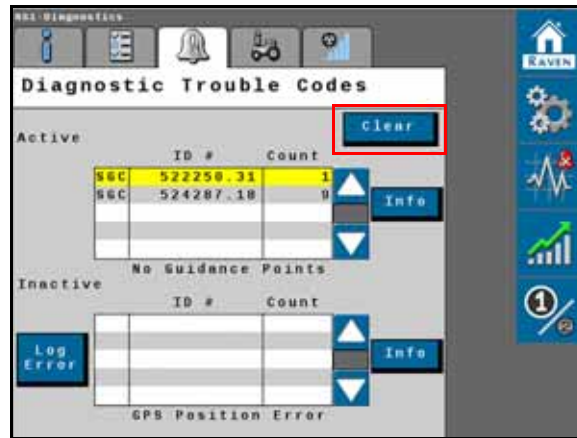 RS1 Diagnostics
RAVEN
Diagnostic Trouble Codes
Clear
Active
ID # Count
SGC 522250.31 1
SGC 524287.18
Info
No Guidance Points
Inactive
ID # Count
Log
Error
Info
GPS Position Error
1